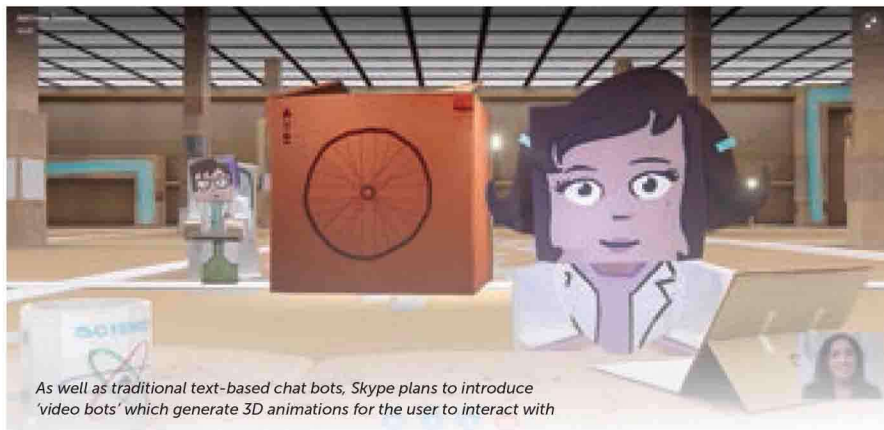 SCIENCE
As well as traditional text-based chat bots, Skype plans to introduce
'video bots' which generate 3D animations for the user to interact with